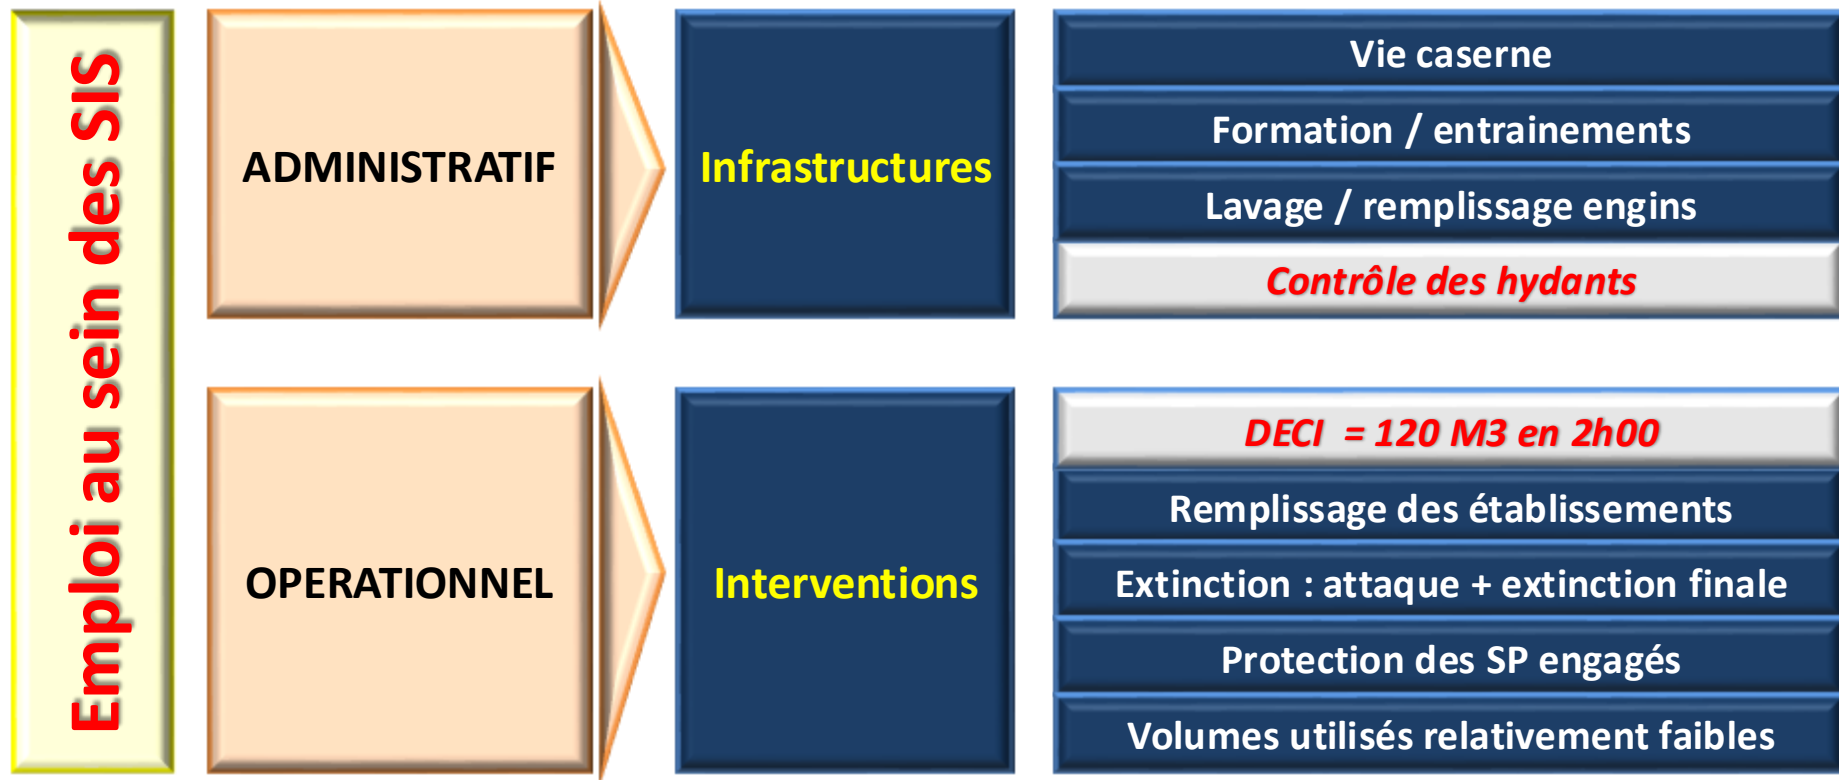 Emploi au sein des SIS
ADMINISTRATIF
Infrastructures
Vie caserne
Formation / entrainements
Lavage / remplissage engins
Contrôle des hydants
OPERATIONNEL
Interventions
DECI = 120 M3 en 2h00
Remplissage des établissements
Extinction : attaque + extinction finale
Protection des SP engagés
Volumes utilisés relativement faibles